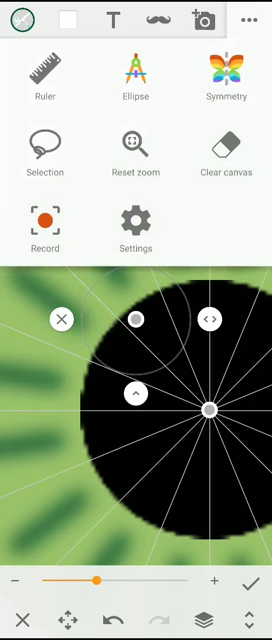 T
Ruler
Ellipse
Symmetry
Selection
Reset zoom
Clear canvas
Record
Settings